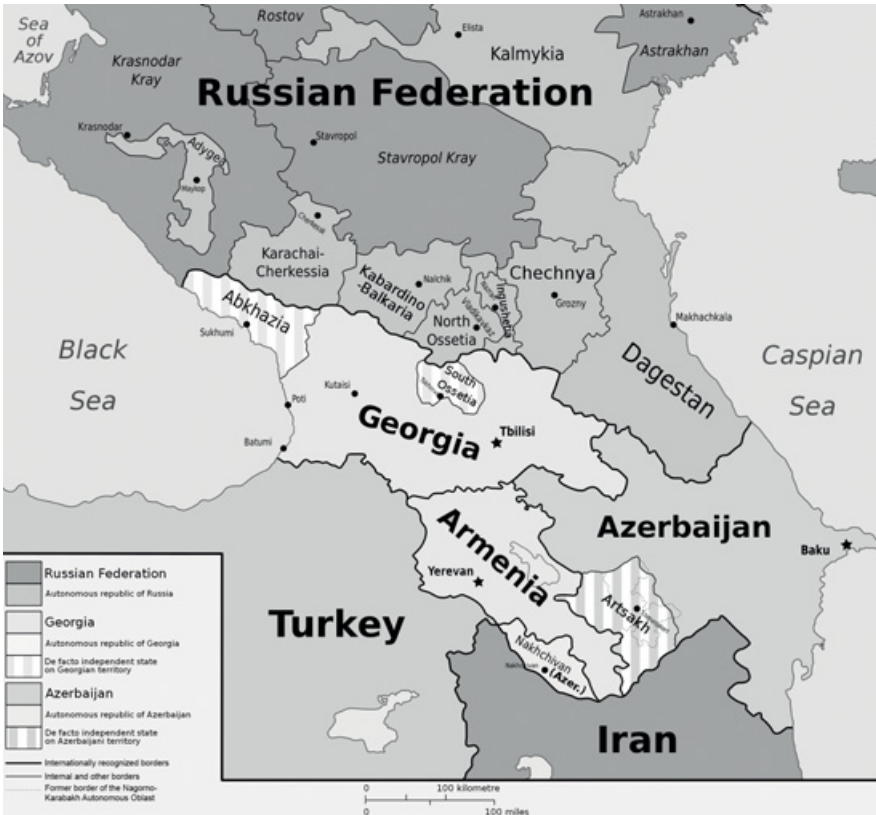 Sea
of
Azov
Rostov
Elista
Astrakhan
Astrakhan
Kalmykia
Krasnodar
Kray
Russian Federation
Krasnodar
Stavropol
Stavropol Kray
Adygea
Maykop
Cherkessk
Karachai-
Cherkessia
Kabardino
-Balkaria
Nalchik
Ingushetia
Vladikavkaz
Chechnya
Grozny
North
Ossetia
Abkhazia
Sukhumi
Makhachkala
Dagestan
Black
Sea
Caspian
Sea
South
Ossetia
Kutaisi
Poti
Batumi
Georgia
Tbilisi
Azerbaijan
Baku
Armenia
Yerevan
Artsakh
Turkey
Nakhchivan
Nakhchivan
(Azer.)
Iran
Russian Federation
Autonomous republic of Russia
Georgia
Autonomous republic of Georgia
De facto independent state
on Georgian territory
Azerbaijan
Autonomous republic of Azerbaijan
De facto independent state
on Azerbaijani territory
Internationally recognized borders
Internal and other borders
Former border of the Nagorno-
Karabakh Autonomous Oblast
0 100 kilometre
0 100 miles